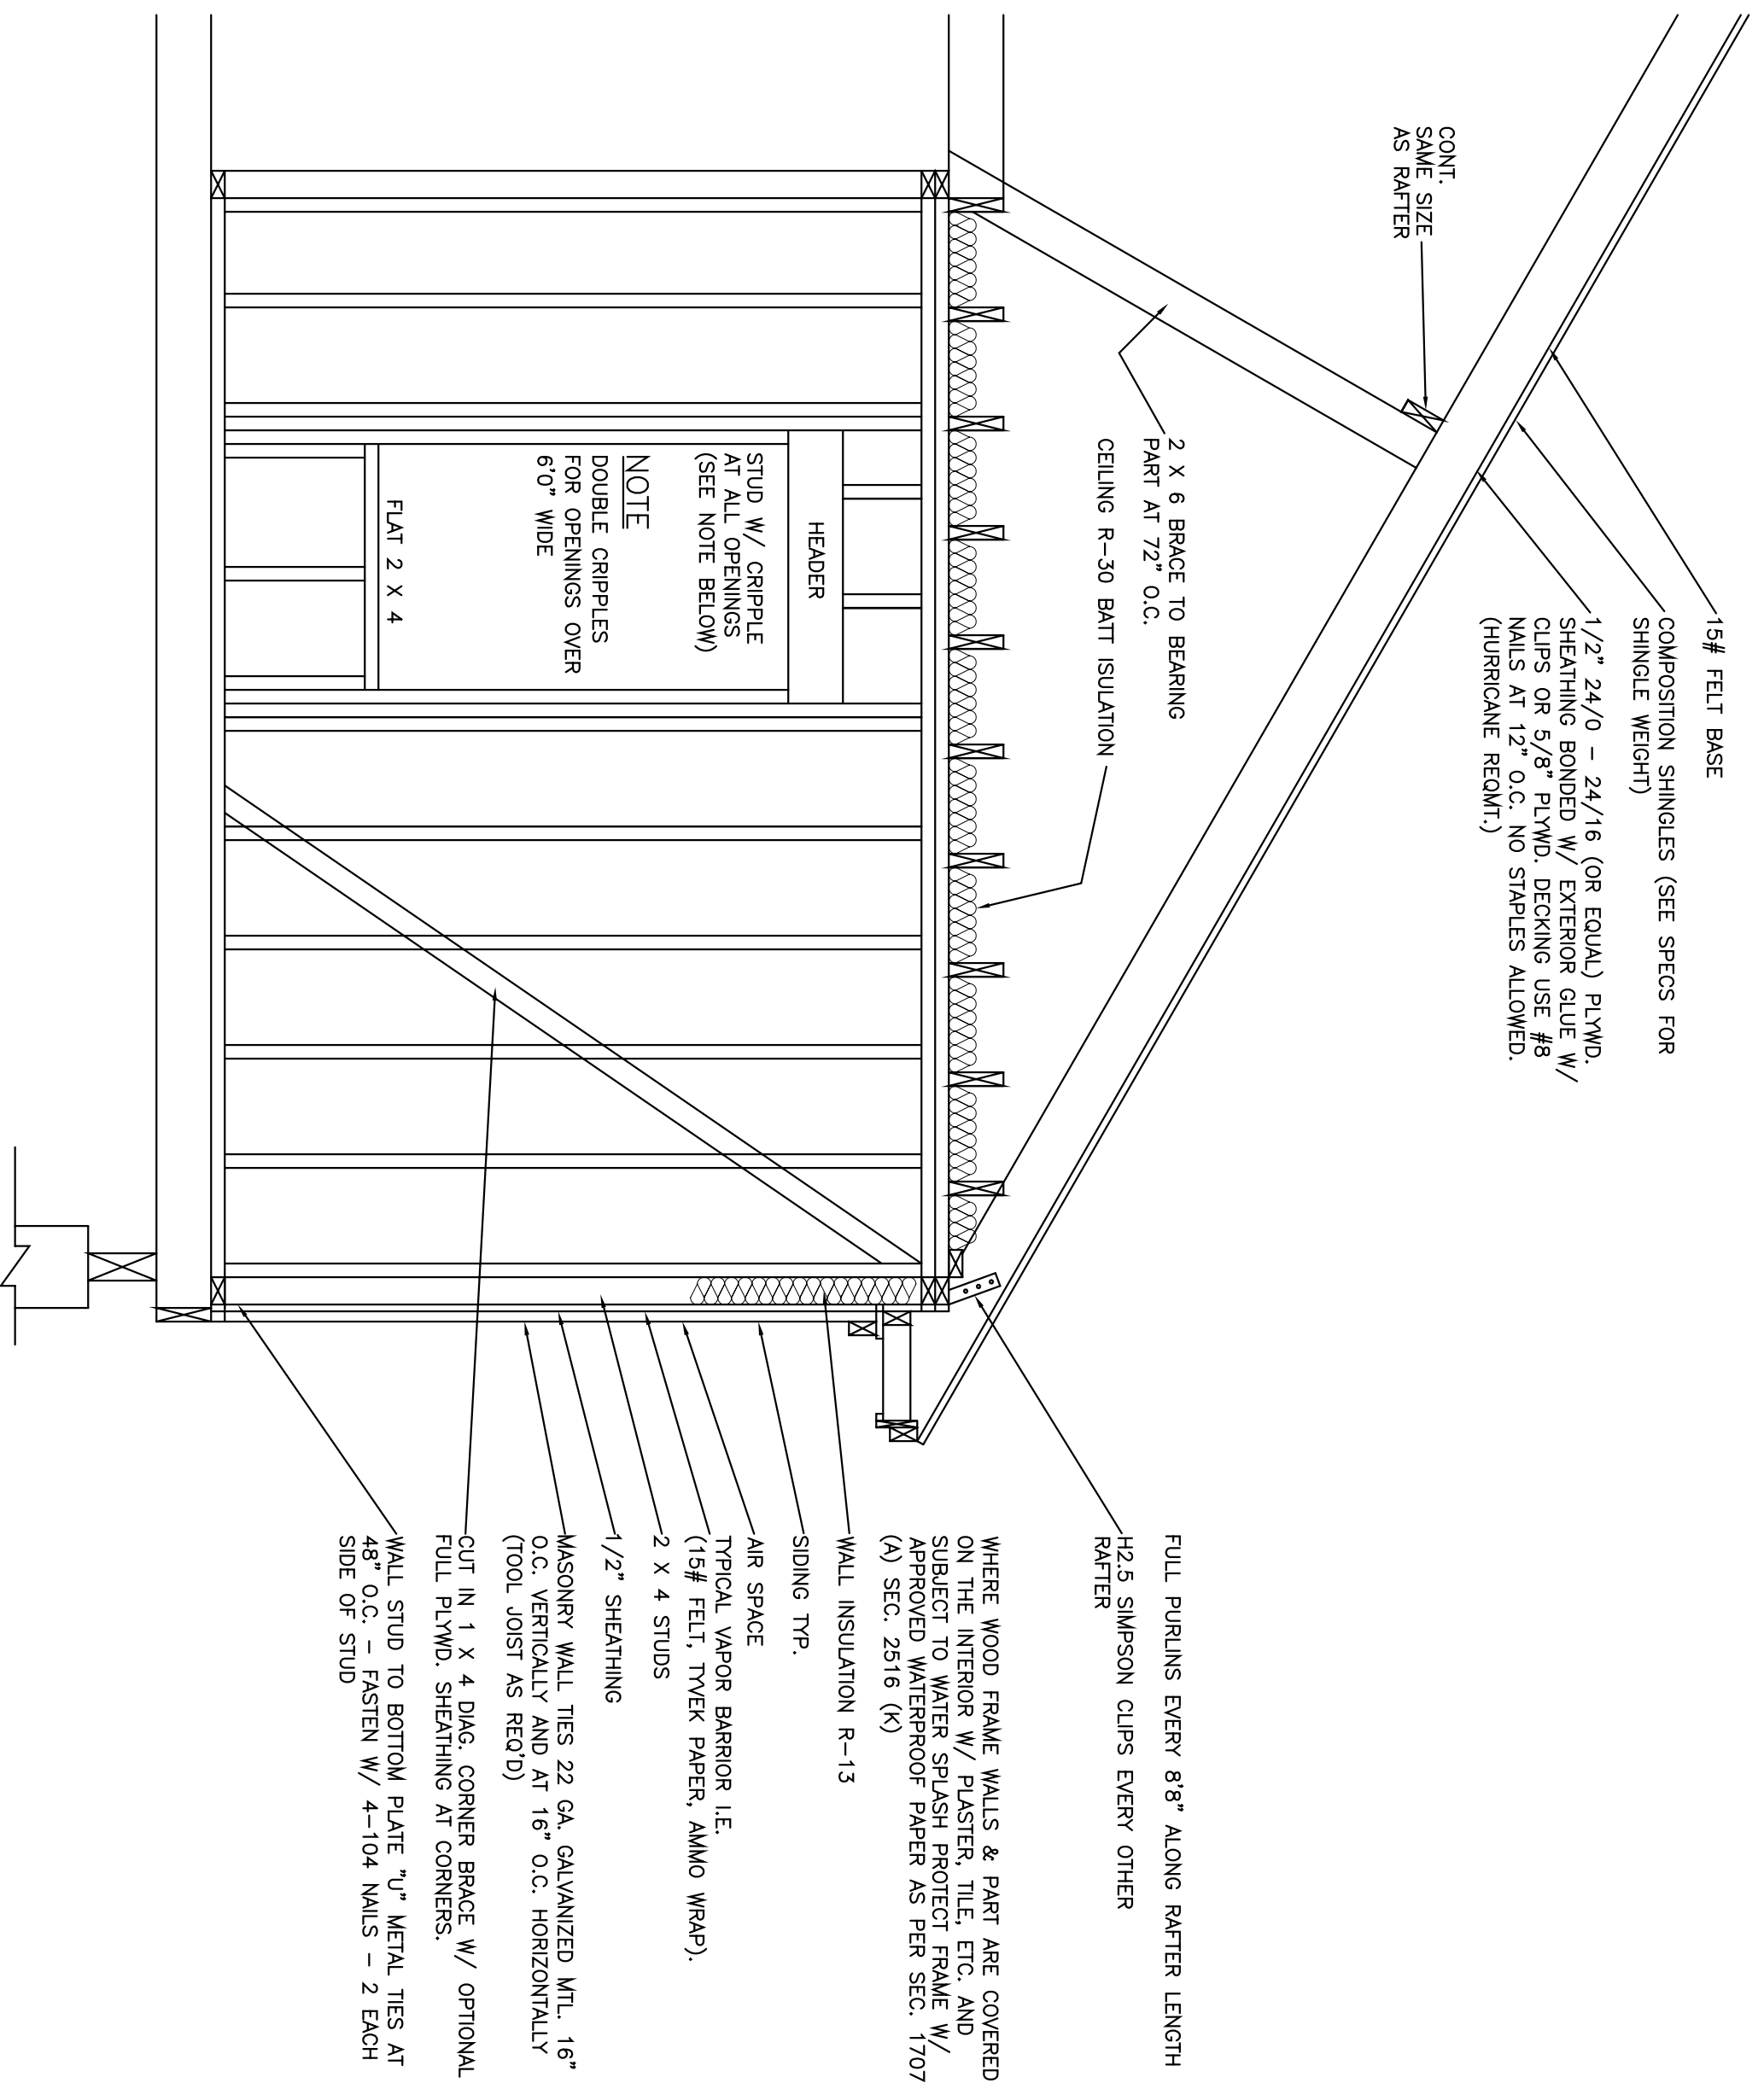 15# FELT BASE
COMPOSITION SHINGLES (SEE SPECS FOR
SHINGLE WEIGHT)
1/2" 24/0 - 24/16 (OR EQUAL) PLYWD.
SHEATHING BONDED W/ EXTERIOR GLUE W/
CLIPS OR 5/8" PLYWD. DECKING USE #8
NAILS AT 12" O.C. NO STAPLES ALLOWED.
(HURRICANE REQMT.)
CONT.
SAME SIZE
AS RAFTER
2 X 6 BRACE TO BEARING
PART AT 72" O.C.
CEILING R-30 BATT ISULATION
HEADER
STUD W/ CRIPPLE
AT ALL OPENINGS
(SEE NOTE BELOW)
NOTE
DOUBLE CRIPPLES
FOR OPENINGS OVER
6'0" WIDE
FLAT 2 X 4
FULL PURLINS EVERY 8'8" ALONG RAFTER LENGTH
H2.5 SIMPSON CLIPS EVERY OTHER
RAFTER
WHERE WOOD FRAME WALLS & PART ARE COVERED
ON THE INTERIOR W/ PLASTER, TILE, ETC. AND
SUBJECT TO WATER SPLASH PROTECT FRAME W/
APPROVED WATERPROOF PAPER AS PER SEC. 1707
(A) SEC. 2516 (K)
WALL INSULATION R-13
SIDING TYP.
AIR SPACE
TYPICAL VAPOR BARRIOR I.E.
(15# FELT, TYVEK PAPER, AMMO WRAP).
2 X 4 STUDS
1/2" SHEATHING
MASONRY WALL TIES 22 GA. GALVANIZED MTL. 16"
O.C. VERTICALLY AND AT 16" O.C. HORIZONTALLY
(TOOL JOIST AS REQ'D)
CUT IN 1 X 4 DIAG. CORNER BRACE W/ OPTIONAL
FULL PLYWD. SHEATHING AT CORNERS.
WALL STUD TO BOTTOM PLATE "U" METAL TIES AT
48" O.C. - FASTEN W/ 4-104 NAILS - 2 EACH
SIDE OF STUD